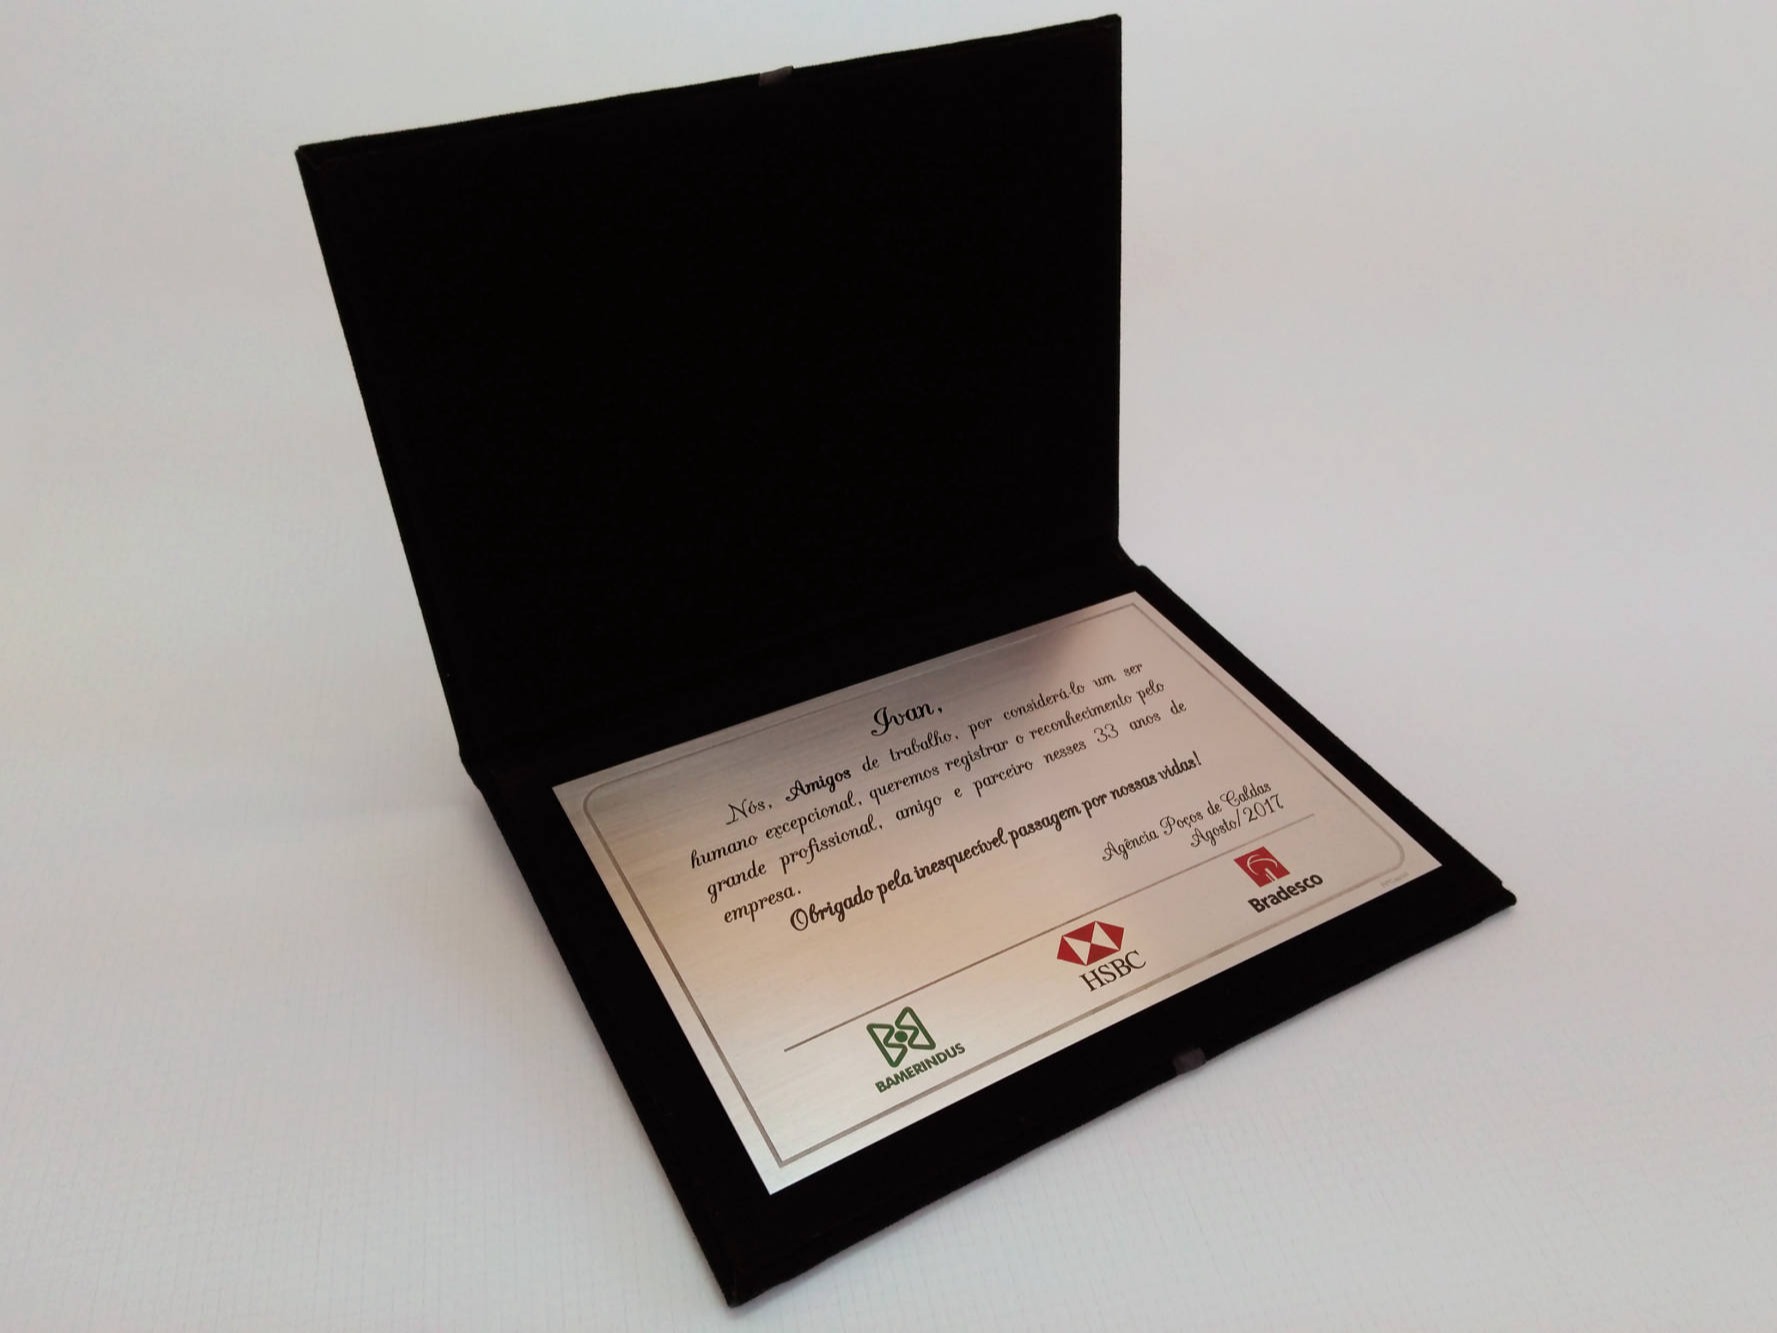 Ivan,
Nós, Amigos de trabalho, por considerá-lo um ser
humano excepcional, queremos registrar o reconhecimento pelo
grande profissional, amigo e parceiro nesses 33 anos de
empresa.
Obrigado pela inesquecível passagem por nossas vidas!
Agência Poços de Caldas
Agosto/2017
BAMERINDUS
HSBC
Bradesco